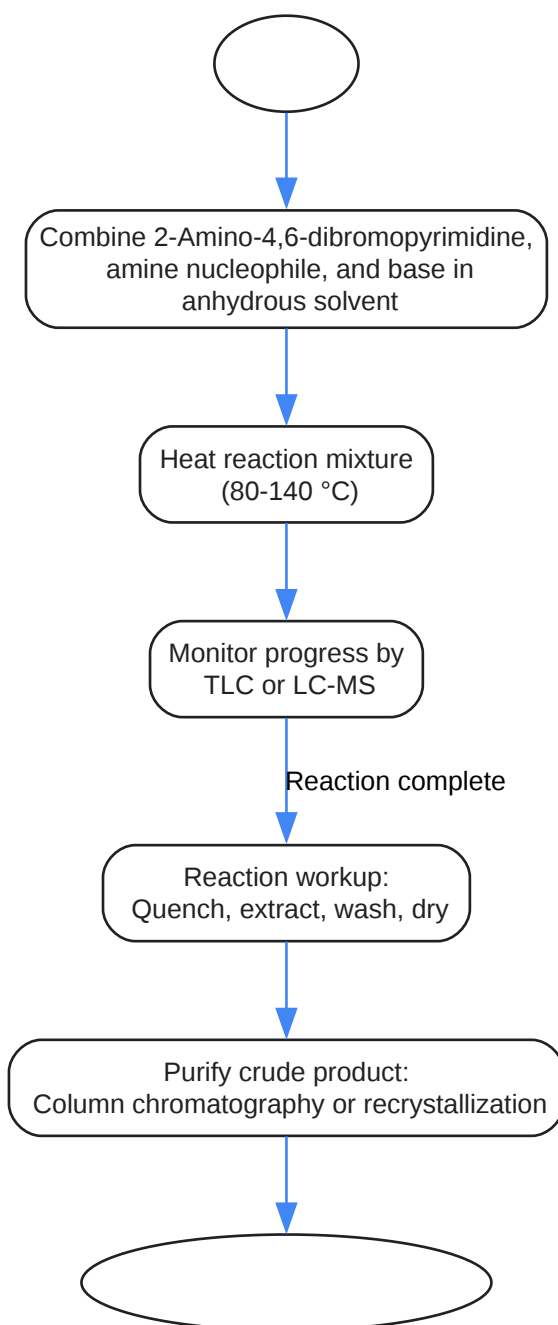 Combine 2-Amino-4,6-dibromopyrimidine,
amine nucleophile, and base in
anhydrous solvent
Heat reaction mixture
(80-140 °C)
Monitor progress by
TLC or LC-MS
Reaction complete
Reaction workup:
Quench, extract, wash, dry
Purify crude product:
Column chromatography or recrystallization